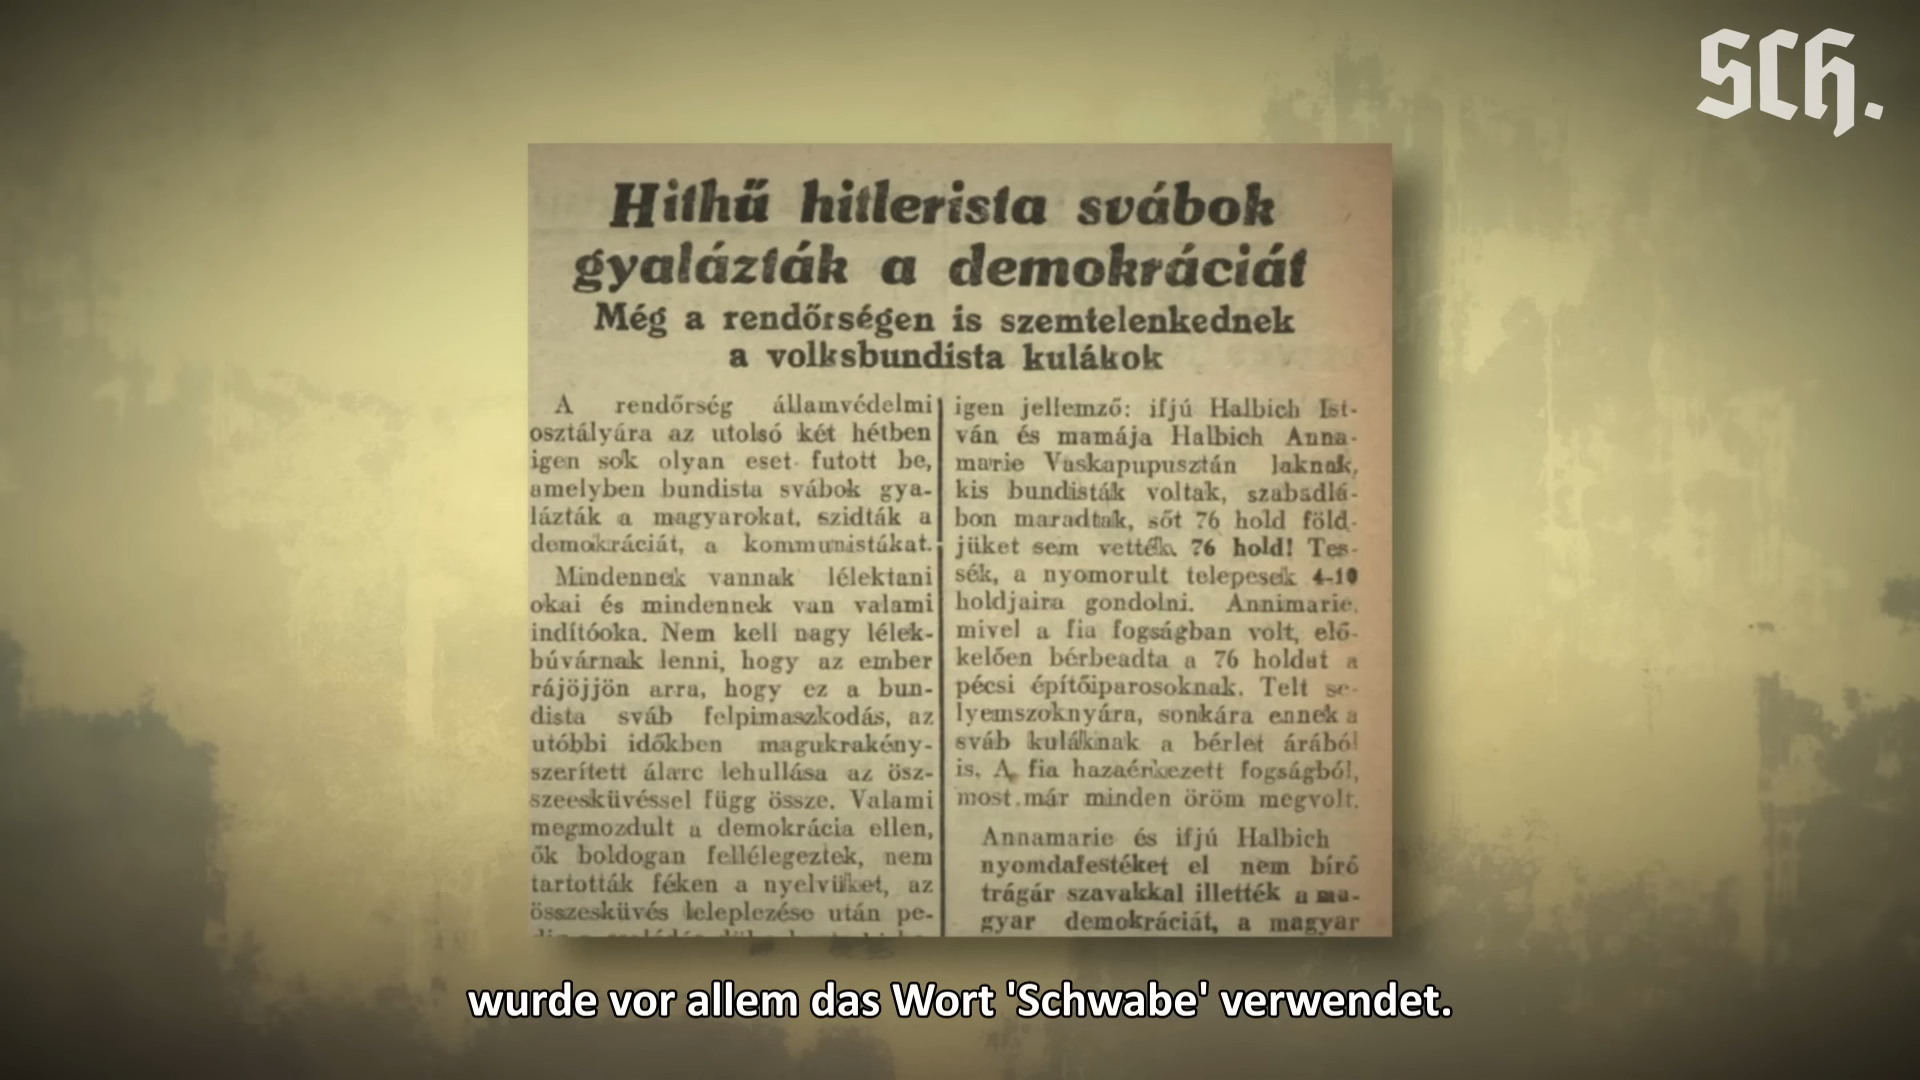 SCH.
Hithű hitlerista svábok
gyalázták a demokráciát
Még a rendőrségen is szemtelenkednek
a volksbundista kulákok
A rendőrség államvédelmi
osztályára az utolsó két hétben
igen sok olyan eset futott be,
amelyben bundista svábok gya-
lázták a magyarokat, szidták a
demokráciát, a kommunistákat.
Mindennek vannak lélektani
okai és mindennek van valami
indítóoka. Nem kell nagy lélek-
búvárnak lenni, hogy az ember
rájöjjön arra, hogy ez a bun-
dista sváb felpimaszkodás, az
utóbbi időkben magukrakény-
szerített álarc lehullása az ösz-
szeesküvéssel függ össze. Valami
megmozdult a demokrácia ellen,
ők boldogan fellélegeztek, nem
tartották féken a nyelvüket, az
összesküvés leleplezése után pe-
igen jellemző: ifjú Halbich Ist-
ván és mamája Halbich Anna-
marie Vaskapupusztán laknak,
kis bundisták voltak, szabadlá-
bon maradtak, sőt 76 hold föld-
jüket sem vették. 76 hold! Tes-
sék, a nyomorult telepesek 4-10
holdjaira gondolni. Annimarie,
mivel a fia fogságban volt, elő-
kelően bérbeadta a 76 holdat a
pécsi építőiparosoknak. Telt se-
lyemszoknyára, sonkára ennek a
sváb kuláknak a bérlet árából
is. A fia hazaérkezett fogságból,
most már minden öröm megvolt.
Annamarie és ifjú Halbich
nyomdafestéket el nem bíró
trágár szavakkal illették a ma-
gyar demokráciát, a magyar
wurde vor allem das Wort 'Schwabe' verwendet.